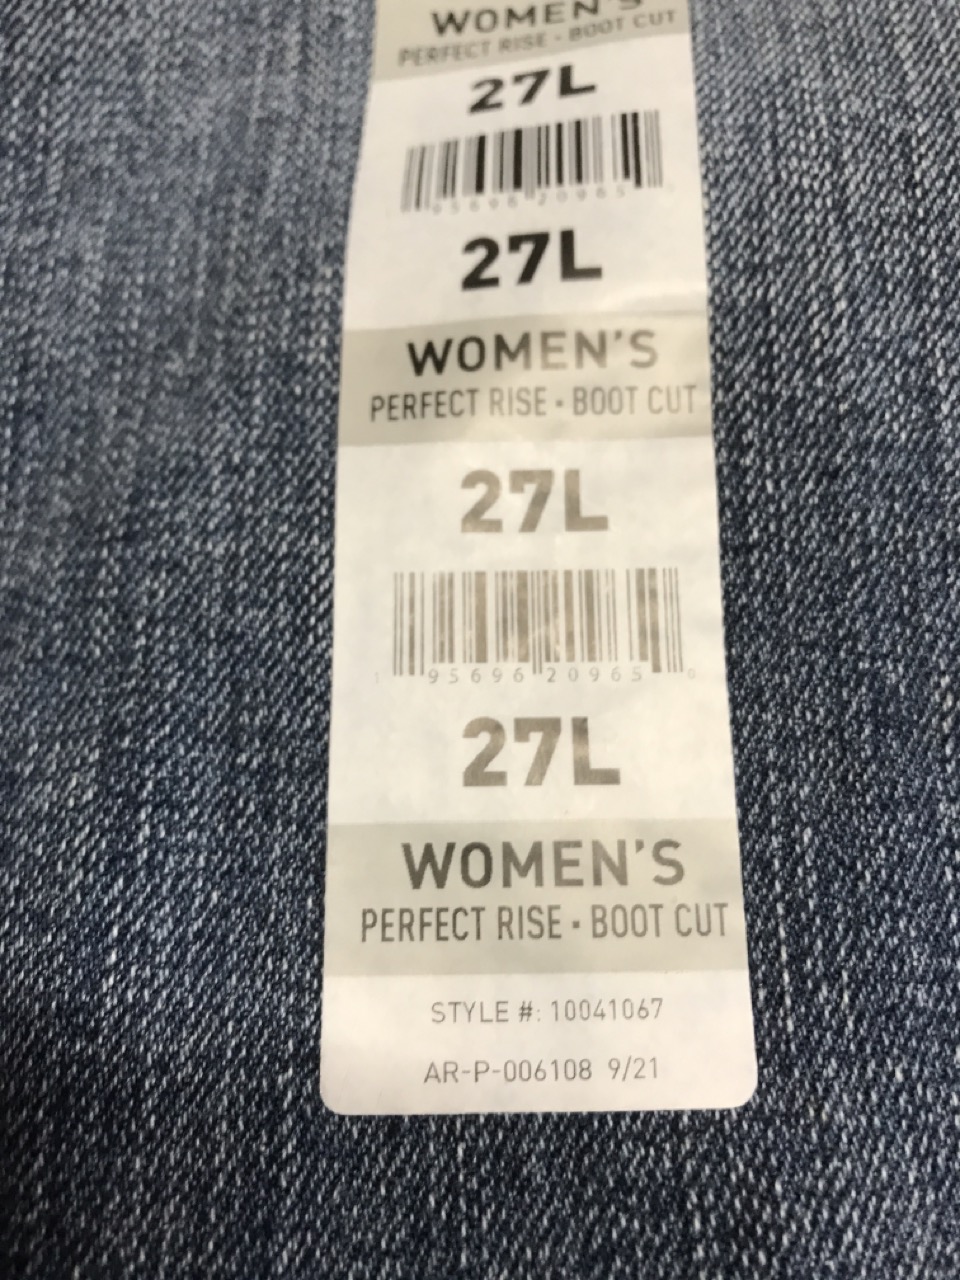 WOMEN'S
PERFECT RISE • BOOT CUT
27L
95696 20965
27L
WOMEN'S
PERFECT RISE • BOOT CUT
27L
1 95696 20965 0
27L
WOMEN'S
PERFECT RISE • BOOT CUT
STYLE #: 10041067
AR-P-006108 9/21